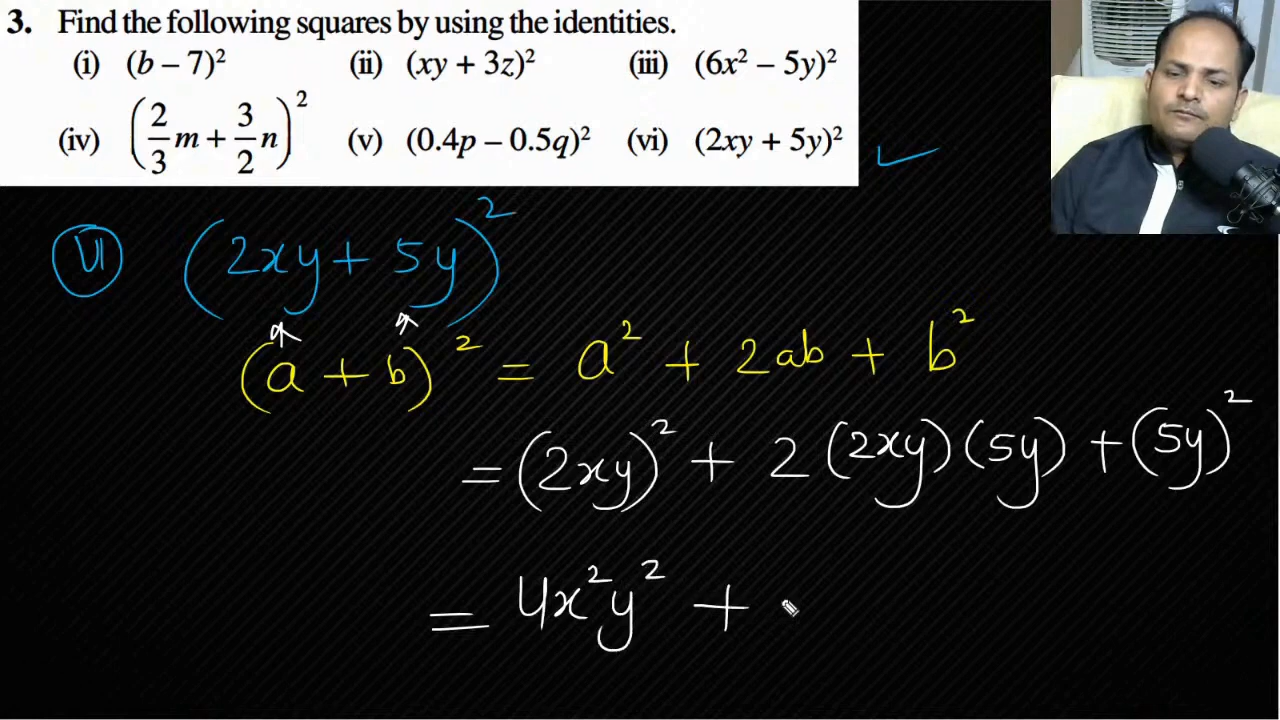 3. Find the following squares by using the identities.
(i) (b – 7)² (ii) (xy + 3z)² (iii) (6x² – 5y)²
(iv) (2/3 m + 3/2 n)² (v) (0.4p – 0.5q)² (vi) (2xy + 5y)²
VI (2xy + 5y)²
(a + b)² = a² + 2ab + b²
= (2xy)² + 2 (2xy) (5y) + (5y)²
= 4x²y² +